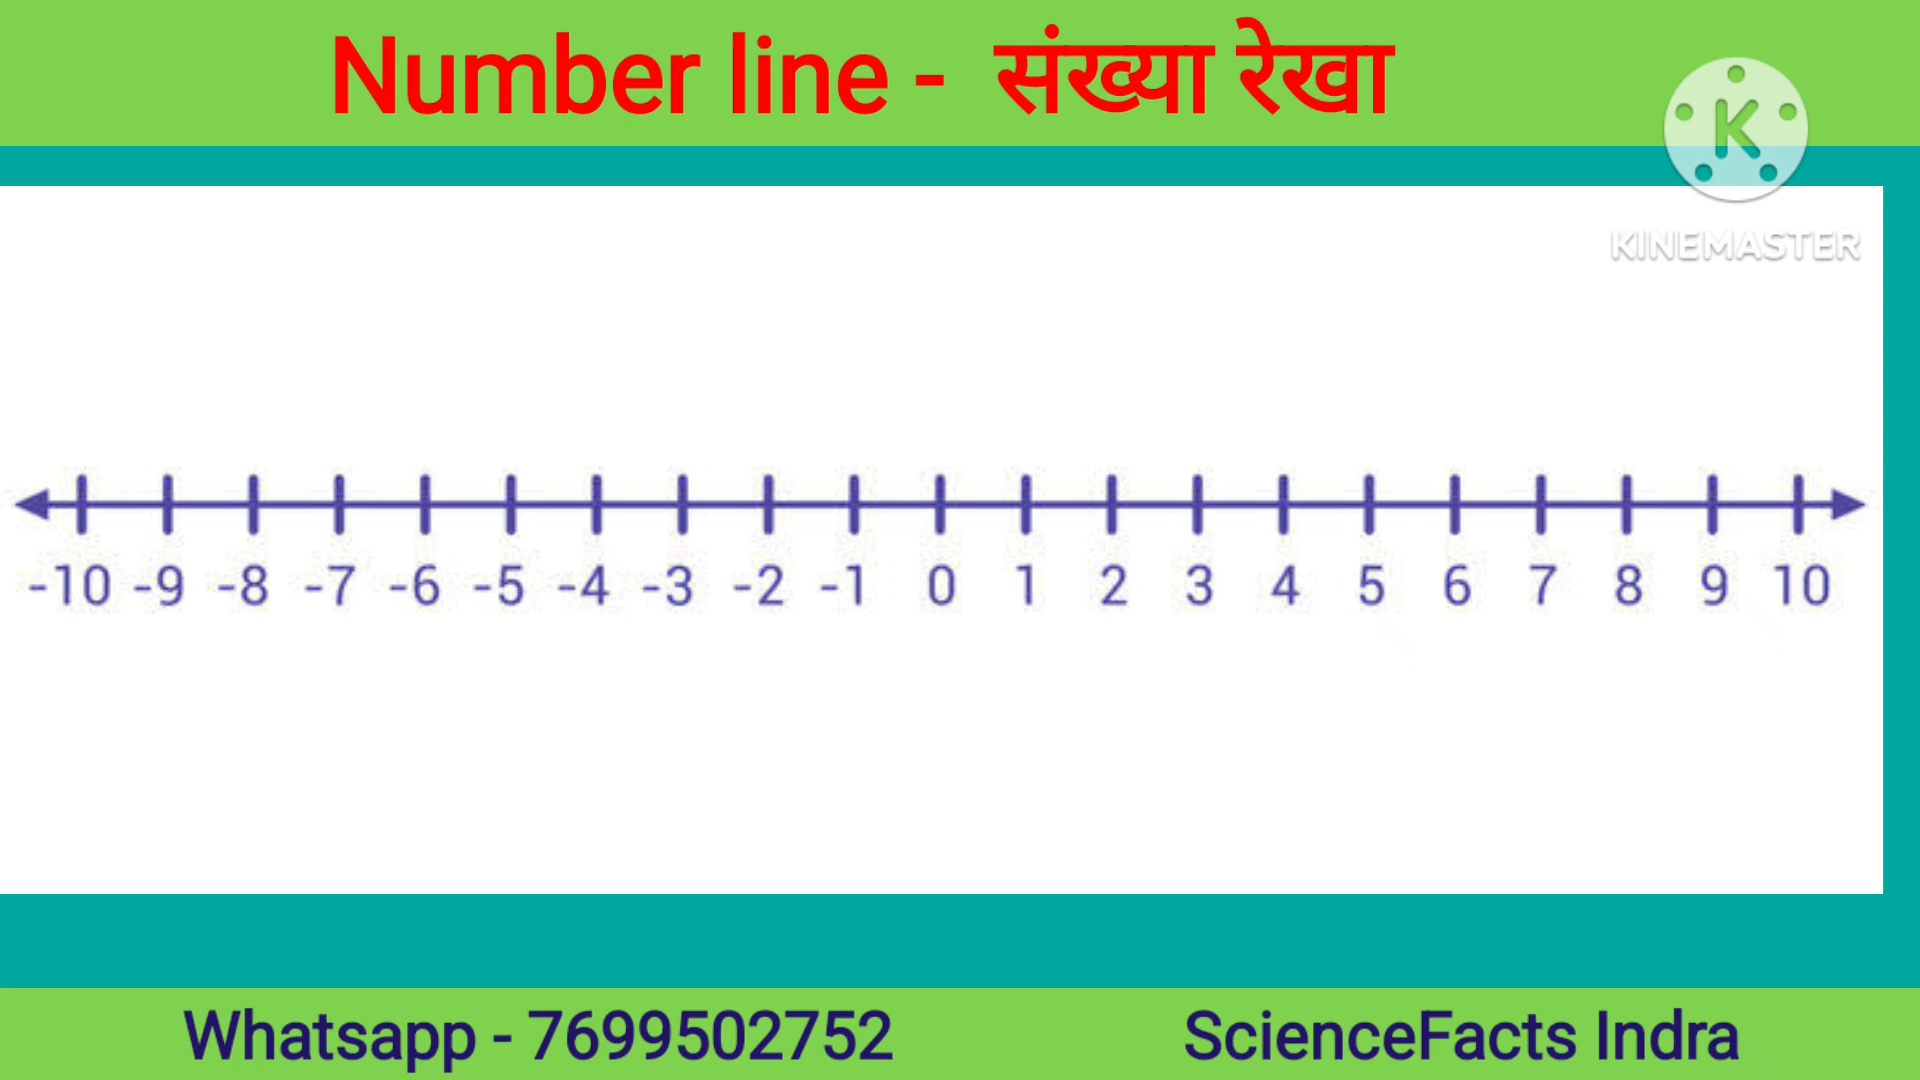 Number line - संख्या रेखा
K
KINEMASTER
-10 -9 -8 -7 -6 -5 -4 -3 -2 -1 0 1 2 3 4 5 6 7 8 9 10
Whatsapp - 7699502752 ScienceFacts Indra